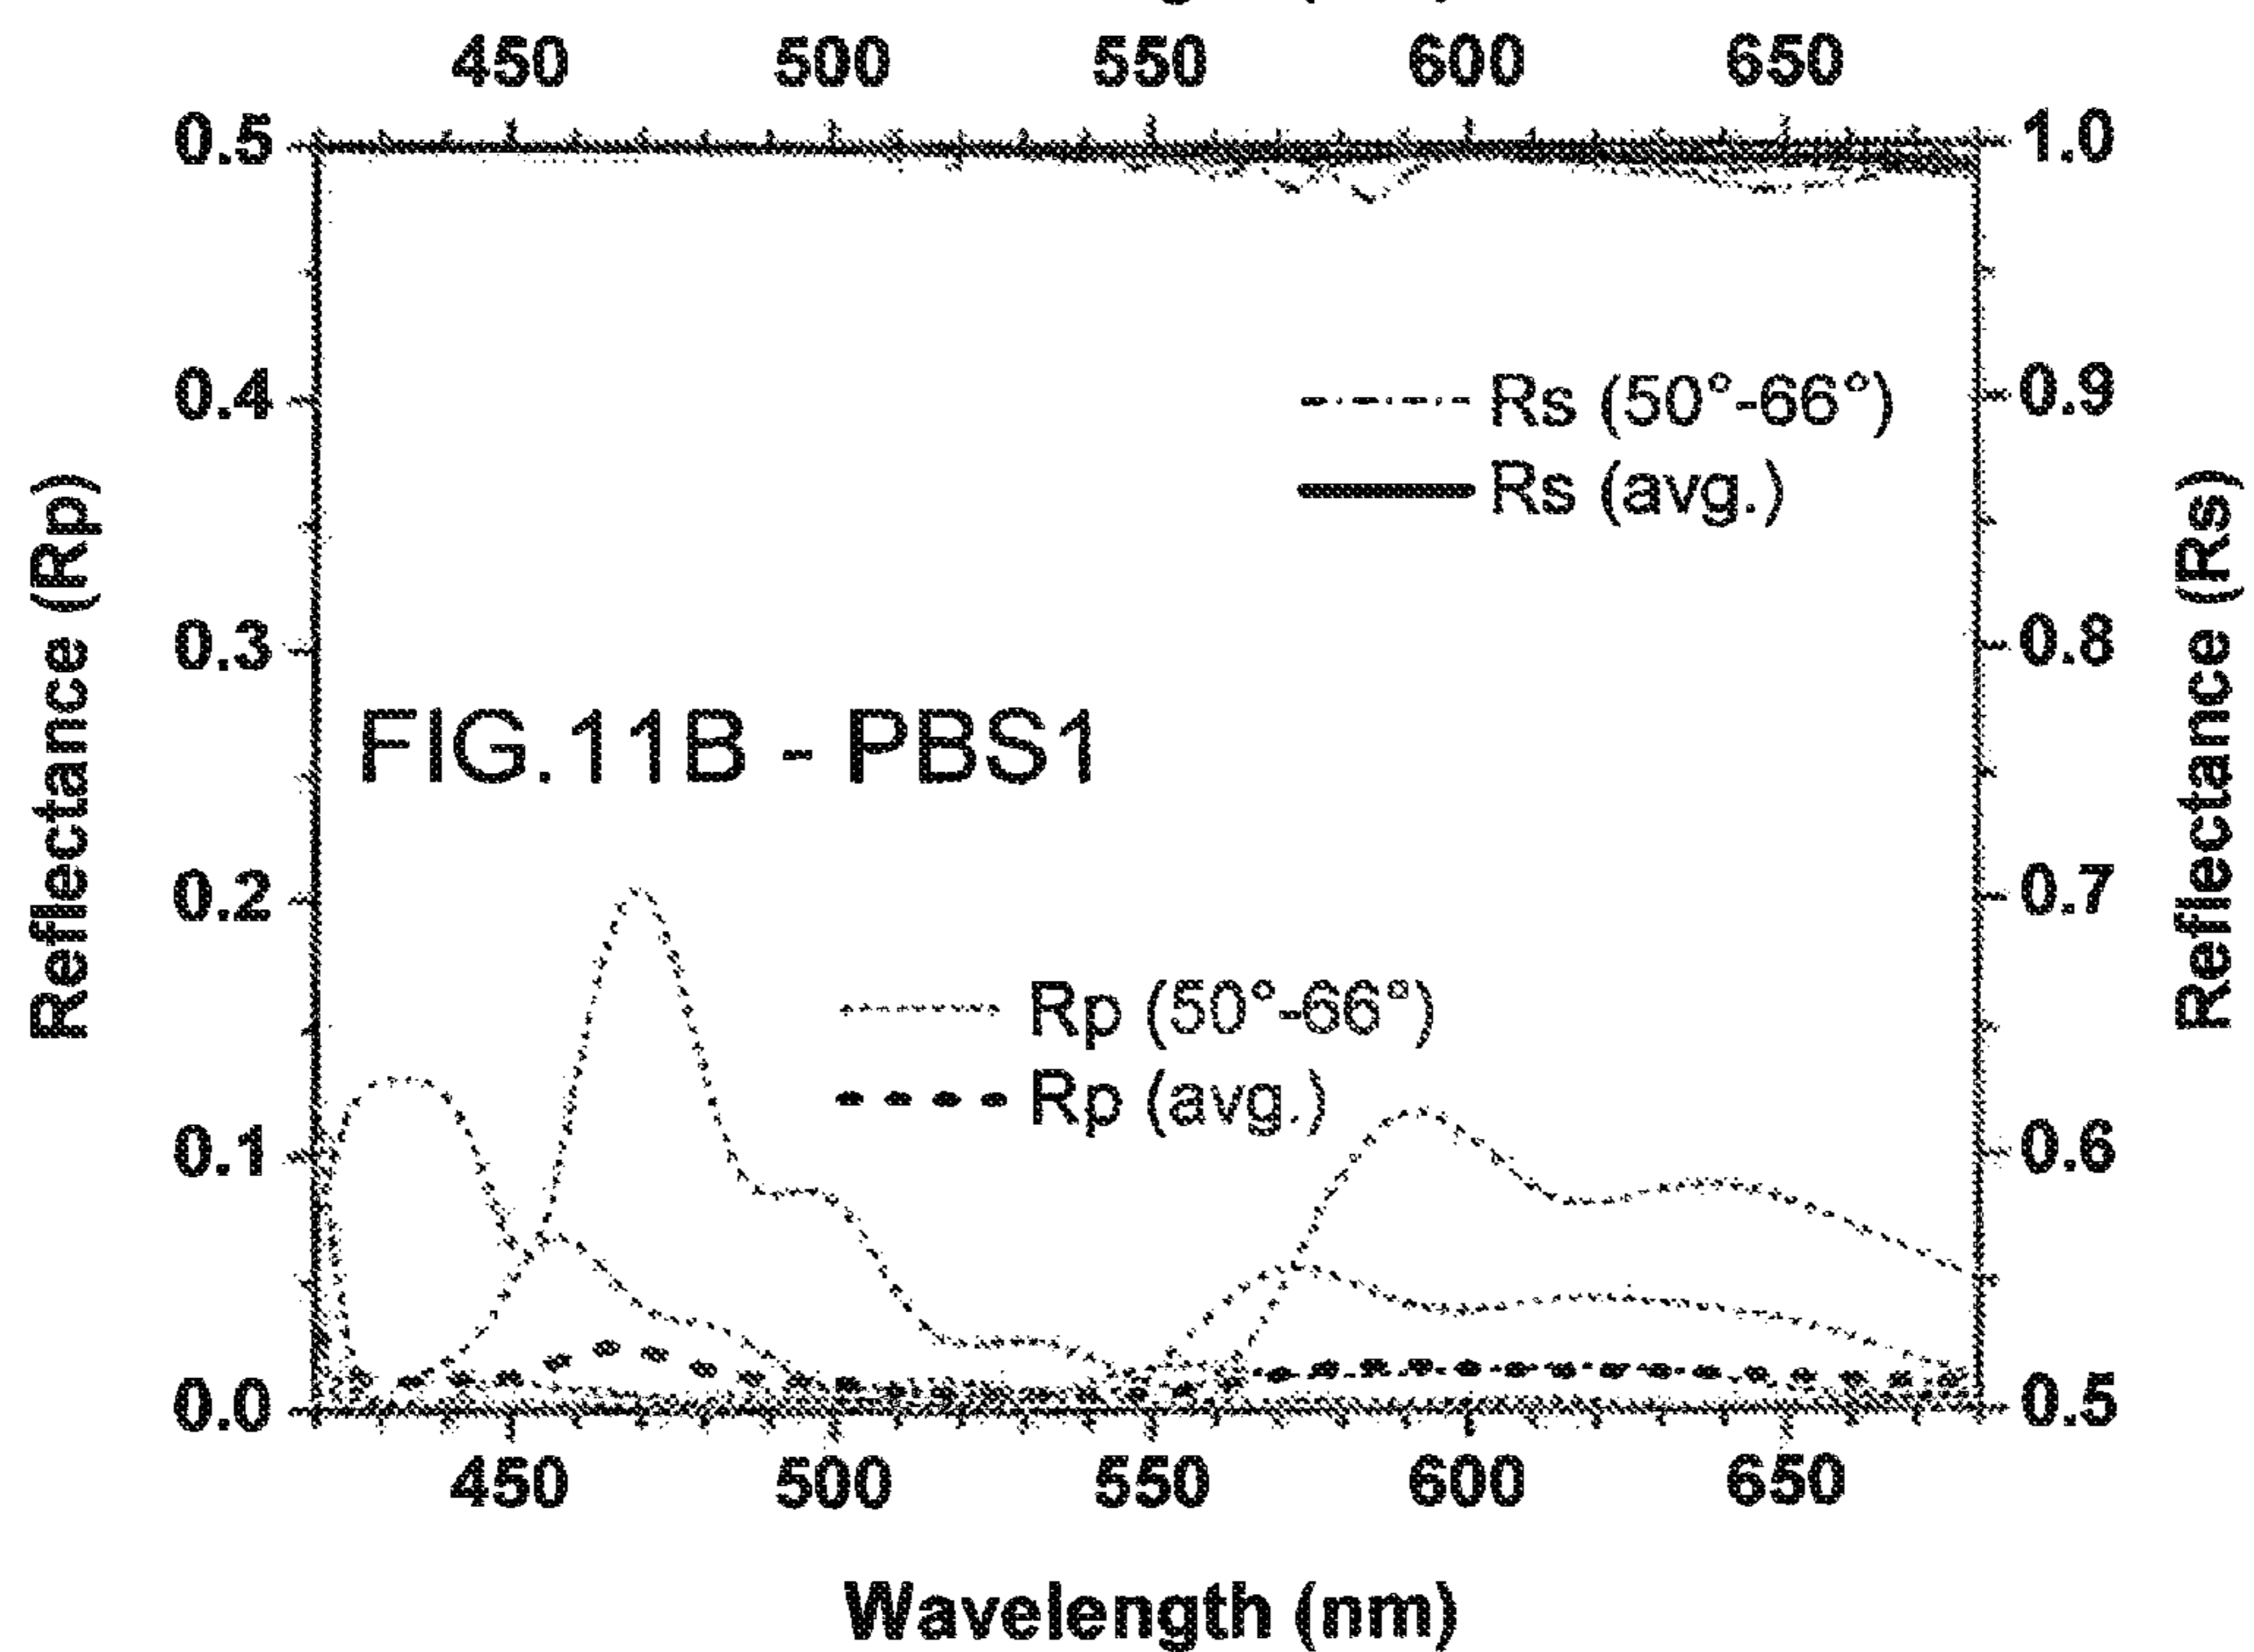 450 500 550 600 650
0.5 1.0
0.4 0.9
0.3 0.8
0.2 0.7
0.1 0.6
0.0 0.5
Reflectance (Rp)
Reflectance (Rs)
Rs (50°-66°)
Rs (avg.)
FIG.11B - PBS1
Rp (50°-66°)
Rp (avg.)
450 500 550 600 650
Wavelength (nm)